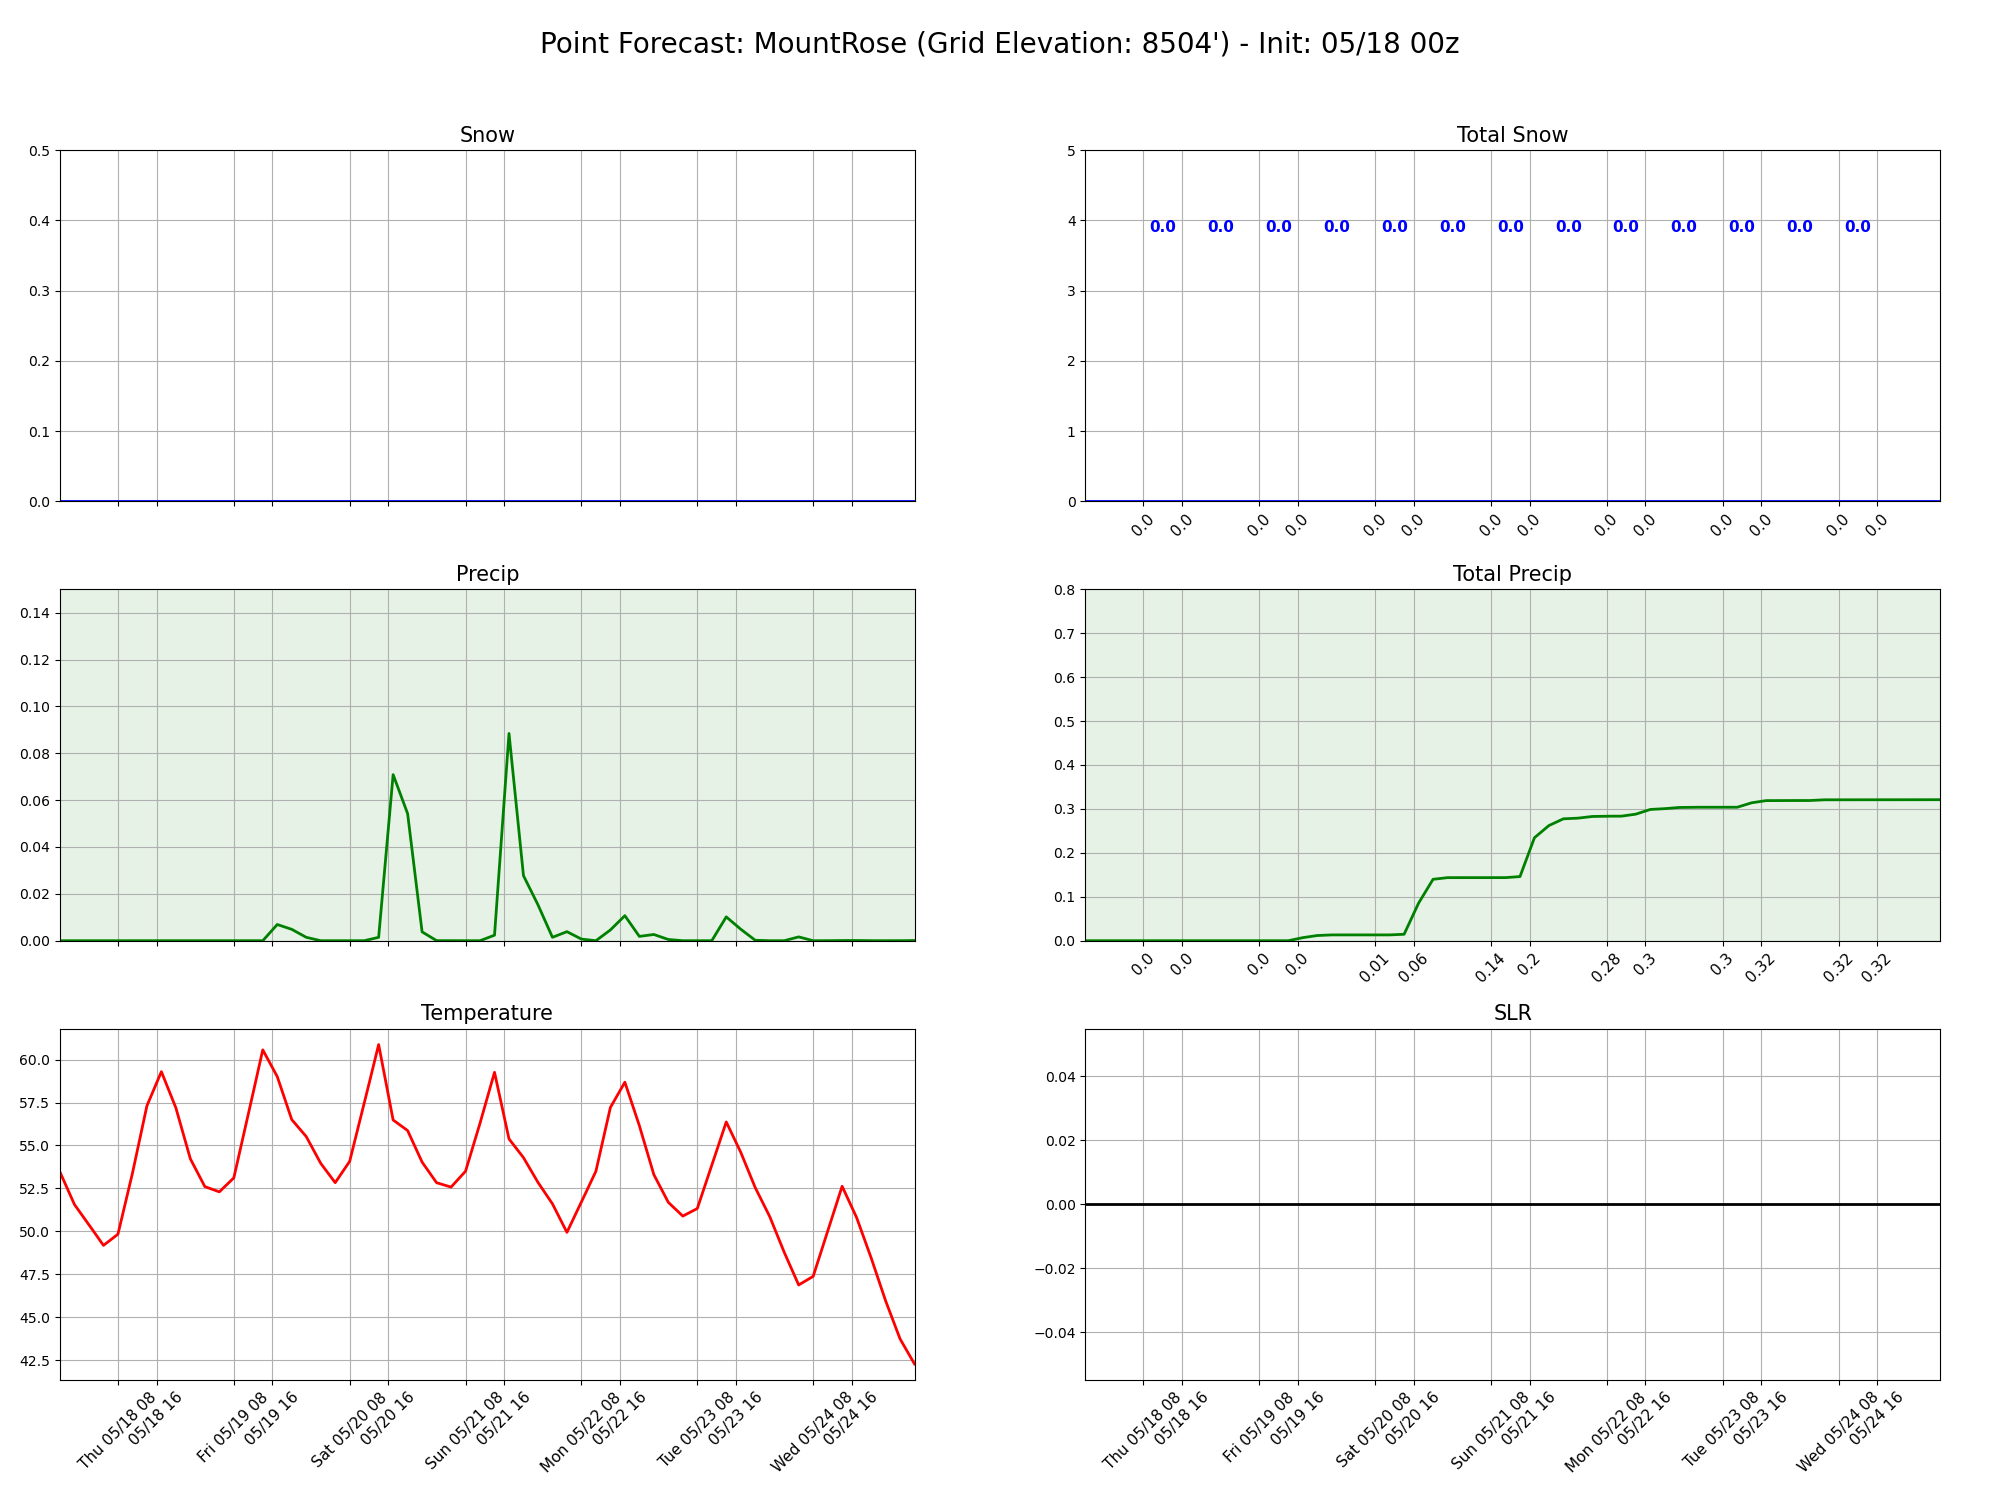 Point Forecast: MountRose (Grid Elevation: 8504') - Init: 05/18 00z
Snow
0.5
0.4
0.3
0.2
0.1
0.0
Total Snow
5
4
3
2
1
0
0.0 0.0 0.0 0.0 0.0 0.0 0.0 0.0 0.0 0.0 0.0 0.0 0.0
0.0 0.0 0.0 0.0 0.0 0.0 0.0 0.0 0.0 0.0 0.0 0.0 0.0 0.0
Precip
0.14
0.12
0.10
0.08
0.06
0.04
0.02
0.00
Total Precip
0.8
0.7
0.6
0.5
0.4
0.3
0.2
0.1
0.0
0.0 0.0 0.0 0.0 0.01 0.06 0.14 0.2 0.28 0.3 0.3 0.32 0.32 0.32
Temperature
60.0
57.5
55.0
52.5
50.0
47.5
45.0
42.5
Thu 05/18 08
05/18 16
Fri 05/19 08
05/19 16
Sat 05/20 08
05/20 16
Sun 05/21 08
05/21 16
Mon 05/22 08
05/22 16
Tue 05/23 08
05/23 16
Wed 05/24 08
05/24 16
SLR
0.04
0.02
0.00
−0.02
−0.04
Thu 05/18 08
05/18 16
Fri 05/19 08
05/19 16
Sat 05/20 08
05/20 16
Sun 05/21 08
05/21 16
Mon 05/22 08
05/22 16
Tue 05/23 08
05/23 16
Wed 05/24 08
05/24 16